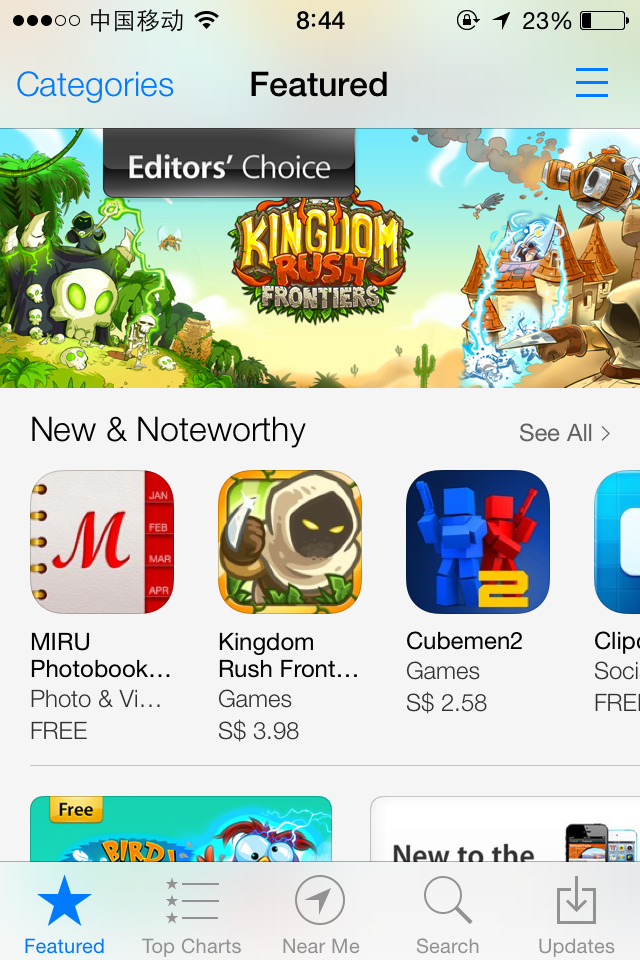 中国移动 8:44 23%
Categories Featured
Editors' Choice
KINGDOM
RUSH
FRONTIERS
New & Noteworthy See All >
M JAN
FEB
MAR
APR
2
MIRU
Photobook…
Photo & Vi…
FREE
Kingdom
Rush Front…
Games
S$ 3.98
Cubemen2
Games
S$ 2.58
Clip
Soci
FREE
Free
BIRD
New to the
Featured Top Charts Near Me Search Updates